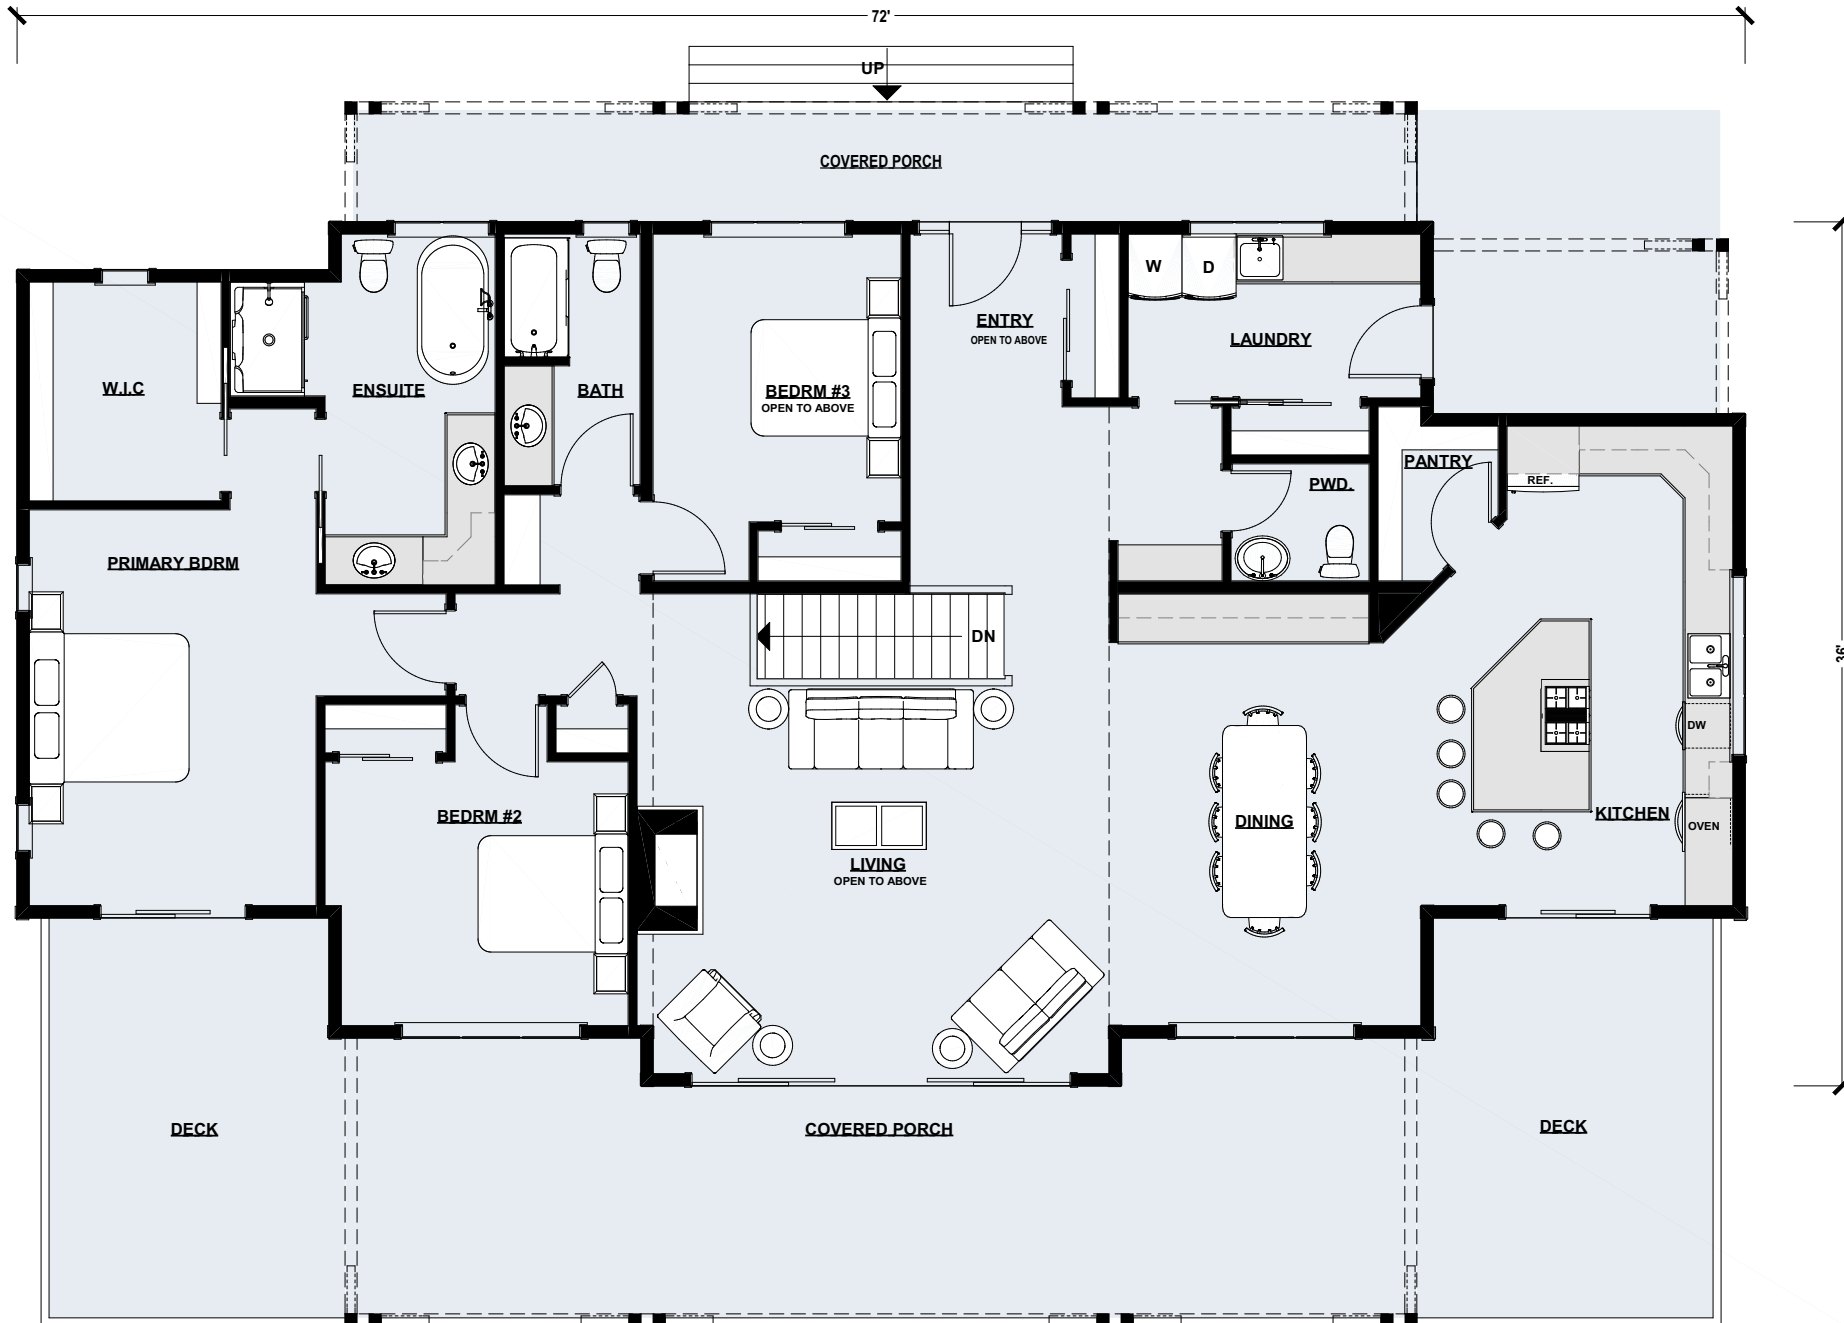 72'
UP
COVERED PORCH
W
D
ENTRY
OPEN TO ABOVE
LAUNDRY
W.I.C
ENSUITE
BATH
BEDRM #3
OPEN TO ABOVE
PANTRY
REF.
PWD.
PRIMARY BDRM
DN
36'
DW
BEDRM #2
DINING
KITCHEN
OVEN
LIVING
OPEN TO ABOVE
DECK
COVERED PORCH
DECK